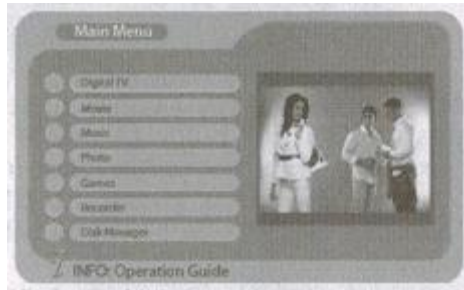 Main Menu
Digital TV
Movie
Music
Photo
Games
Recorder
Disk Manager
INFO: Operation Guide